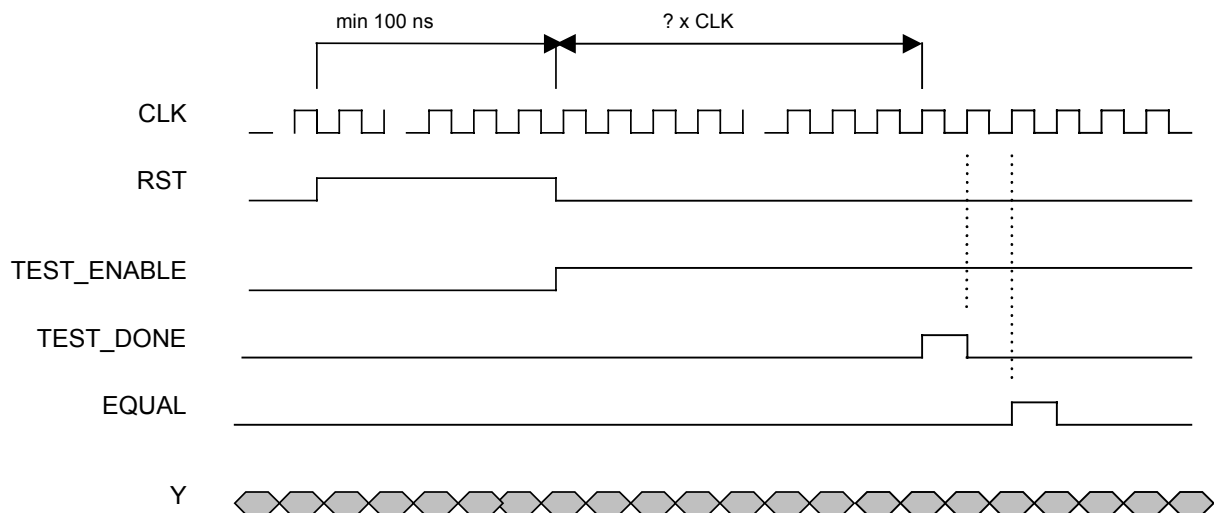 min 100 ns
? x CLK
CLK
RST
TEST_ENABLE
TEST_DONE
EQUAL
Y